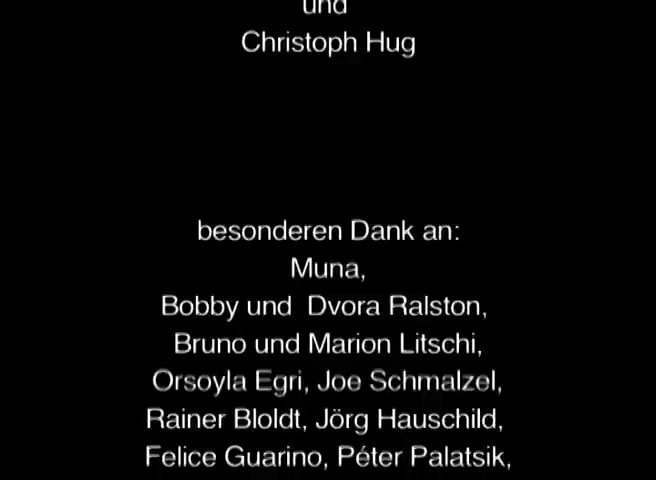 und
Christoph Hug
besonderen Dank an:
Muna,
Bobby und Dvora Ralston,
Bruno und Marion Litschi,
Orsoyla Egri, Joe Schmalzel,
Rainer Bloldt, Jörg Hauschild,
Felice Guarino, Péter Palatsik,